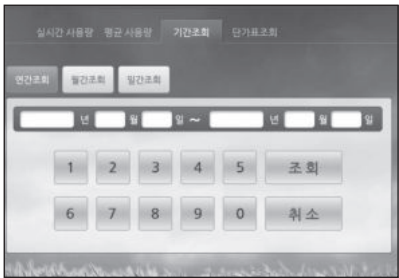 실시간 사용량 평균 사용량 기간조회 단가표조회
연간조회 월간조회 일간조회
년 월 일 ~ 년 월 일
1 2 3 4 5 조회
6 7 8 9 0 취소